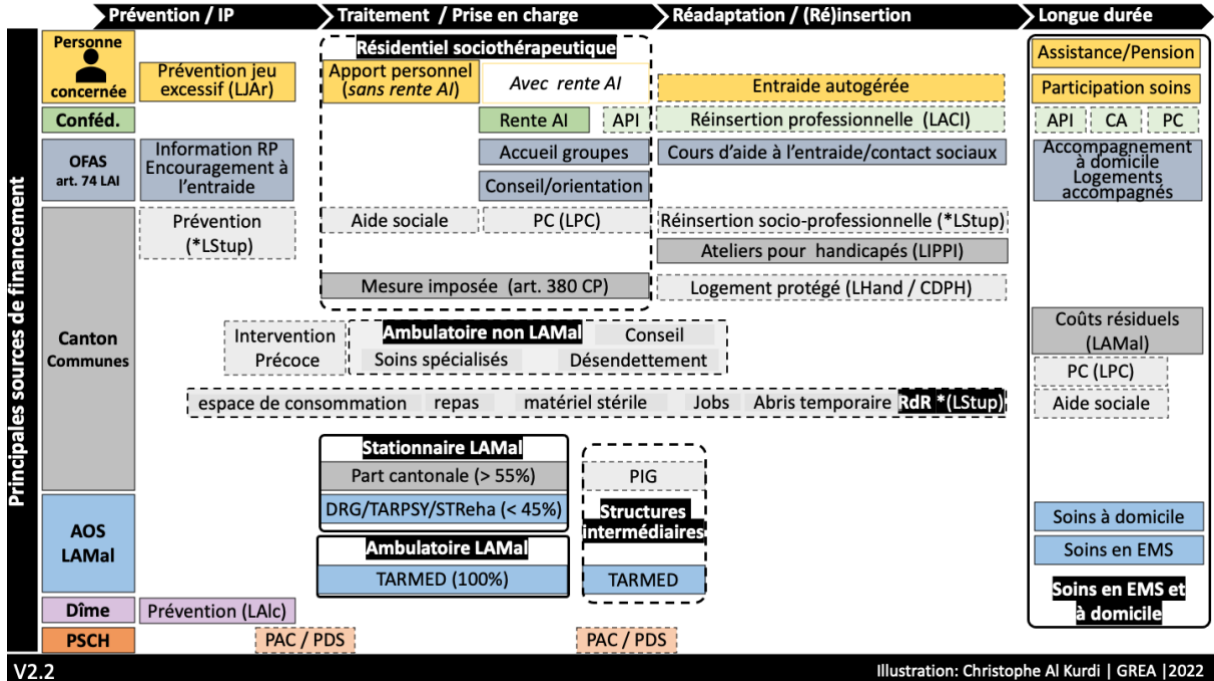 Prévention / IP
Traitement / Prise en charge
Réadaptation / (Ré)insertion
Longue durée
Principales sources de financement
Personne
concernée
Prévention jeu
excessif (LJAr)
Résidentiel sociothérapeutique
Apport personnel
(sans rente AI)
Avec rente AI
Entraide autogérée
Assistance/Pension
Participation soins
Conféd.
Rente AI
API
Réinsertion professionnelle (LACI)
API
CA
PC
OFAS
art. 74 LAI
Information RP
Encouragement à
l'entraide
Accueil groupes
Conseil/orientation
Cours d'aide à l'entraide/contact sociaux
Accompagnement
à domicile
Logements
accompagnés
Canton
Communes
Prévention
(*LStup)
Aide sociale
PC (LPC)
Réinsertion socio-professionnelle (*LStup)
Ateliers pour handicapés (LIPPI)
Mesure imposée (art. 380 CP)
Logement protégé (LHand / CDPH)
Intervention
Précoce
Ambulatoire non LAMal
Conseil
Soins spécialisés
Désendettement
Coûts résiduels
(LAMal)
PC (LPC)
Aide sociale
espace de consommation
repas
matériel stérile
Jobs
Abris temporaire
RdR *(LStup)
Stationnaire LAMal
Part cantonale (> 55%)
DRG/TARPSY/STReha (< 45%)
PIG
Structures
intermédiaires
AOS
LAMal
Ambulatoire LAMal
TARMED (100%)
TARMED
Soins à domicile
Soins en EMS
Soins en EMS et
à domicile
Dîme
Prévention (LAlc)
PSCH
PAC / PDS
PAC / PDS
V2.2
Illustration: Christophe Al Kurdi | GREA |2022